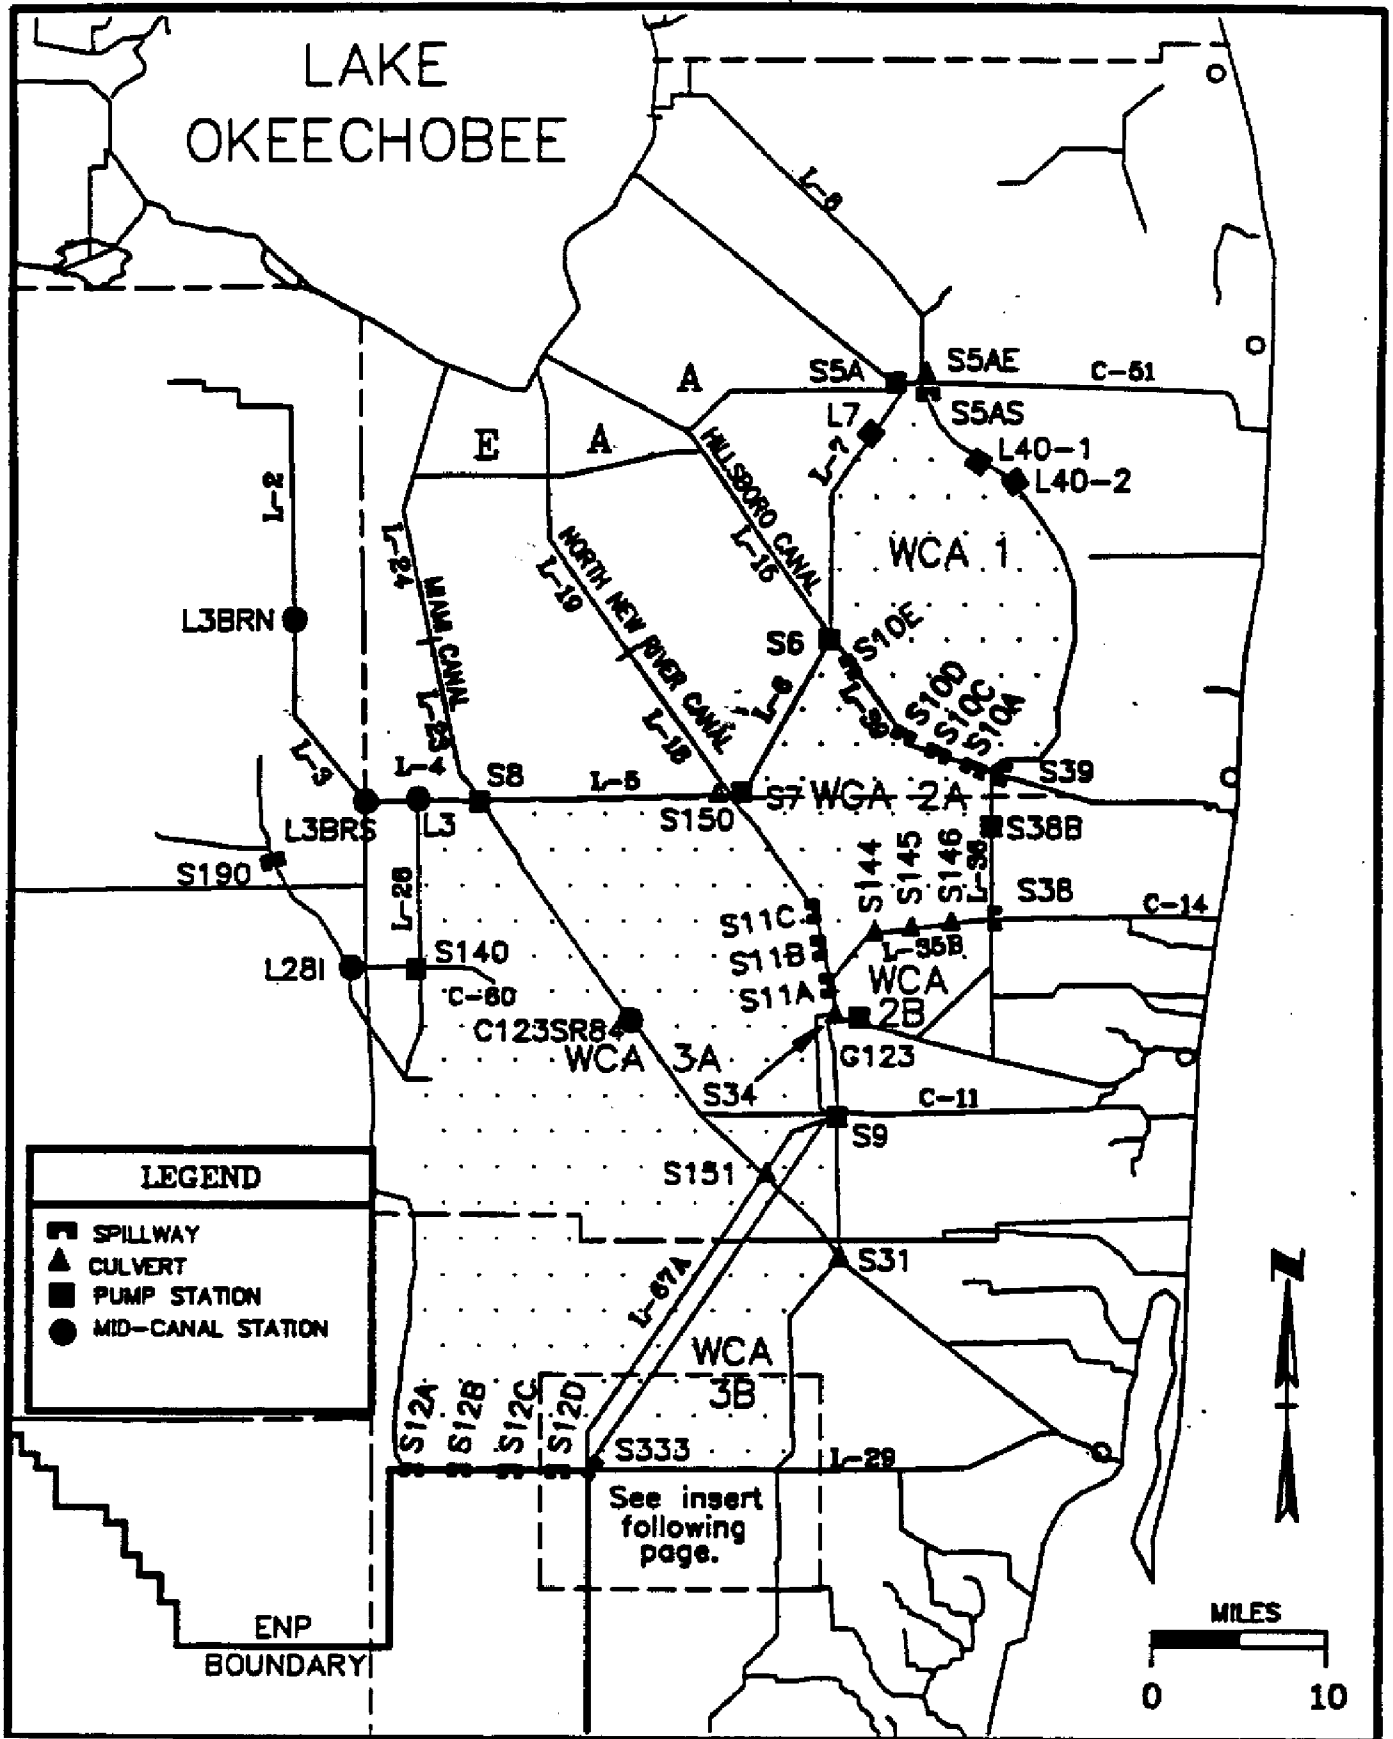 LAKE
OKEECHOBEE
L-8
S5A
S5AE
C-51
A
L7
S5AS
E
A
L-7
L40-1
L40-2
HILLSBORO CANAL
L-2
L-15
WCA 1
L-24
NORTH NEW RIVER CANAL
L-19
MIAMI CANAL
L3BRN
S6
S10E
L-6
L-39
S10D
S10C
S10A
L-23
L-18
L-3
L-4
S8
L-5
S39
S7
WCA 2A
L3BRS
L3
S150
S38B
S144
S145
S146
L-36
S190
L-28
S38
C-14
S11C
S11B
L-35B
L28I
S140
WCA
2B
C-60
S11A
C123SR84
WCA 3A
G123
S34
C-11
S9
S151
LEGEND
SPILLWAY
CULVERT
PUMP STATION
MID-CANAL STATION
S31
L-67A
WCA
3B
S12A
S12B
S12C
S12D
S333
L-29
See insert
following
page.
ENP
BOUNDARY
MILES
0 10